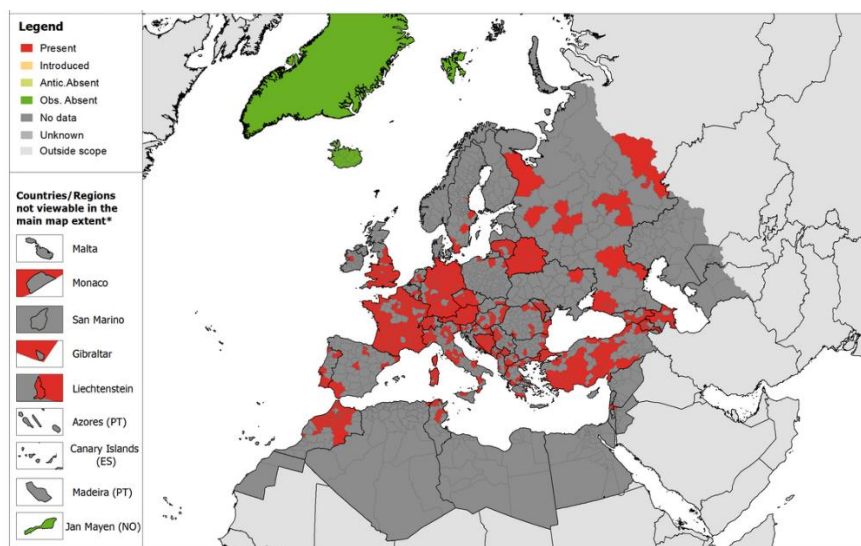 Legend
Present
Introduced
Antic.Absent
Obs. Absent
No data
Unknown
Outside scope
Countries/Regions
not viewable in the
main map extent*
Malta
Monaco
San Marino
Gibraltar
Liechtenstein
Azores (PT)
Canary Islands
(ES)
Madeira (PT)
Jan Mayen (NO)